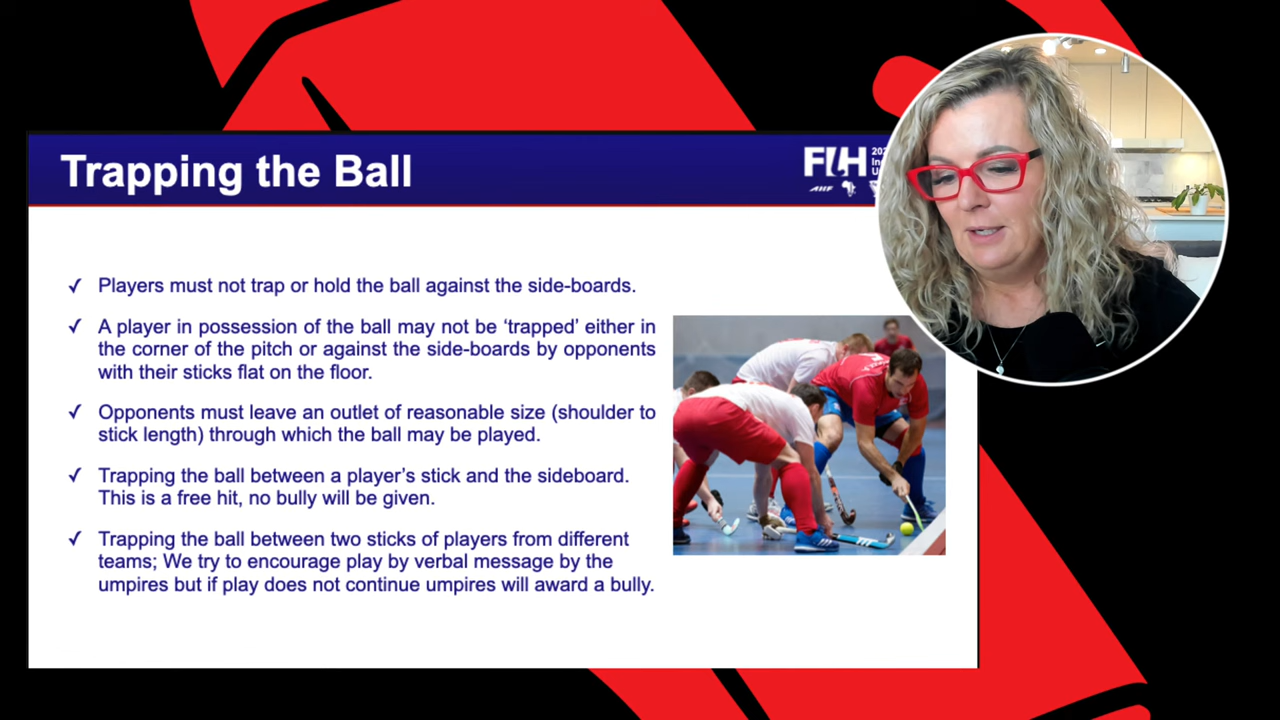 Trapping the Ball
FIH
✓ Players must not trap or hold the ball against the side-boards.
✓ A player in possession of the ball may not be ‘trapped’ either in
the corner of the pitch or against the side-boards by opponents
with their sticks flat on the floor.
✓ Opponents must leave an outlet of reasonable size (shoulder to
stick length) through which the ball may be played.
✓ Trapping the ball between a player’s stick and the sideboard.
This is a free hit, no bully will be given.
✓ Trapping the ball between two sticks of players from different
teams; We try to encourage play by verbal message by the
umpires but if play does not continue umpires will award a bully.